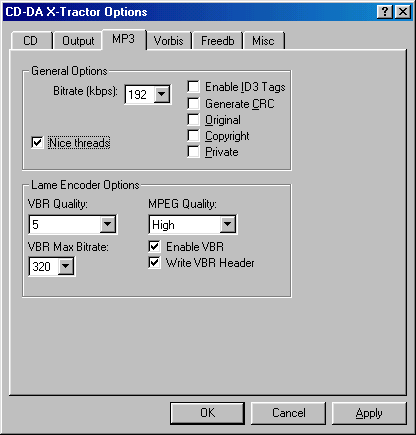 CD-DA X-Tractor Options
CD Output MP3 Vorbis Freedb Misc
General Options
Bitrate (kbps): 192
Enable ID3 Tags
Generate CRC
Original
Copyright
Private
Nice threads
Lame Encoder Options
VBR Quality: MPEG Quality:
5 High
VBR Max Bitrate: Enable VBR
320 Write VBR Header
OK Cancel Apply